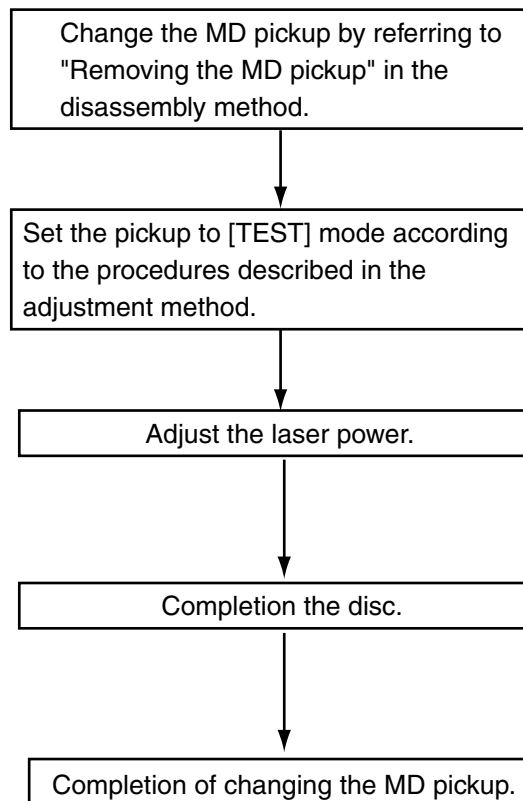 Change the MD pickup by referring to
"Removing the MD pickup" in the
disassembly method.
Set the pickup to [TEST] mode according
to the procedures described in the
adjustment method.
Adjust the laser power.
Completion the disc.
Completion of changing the MD pickup.